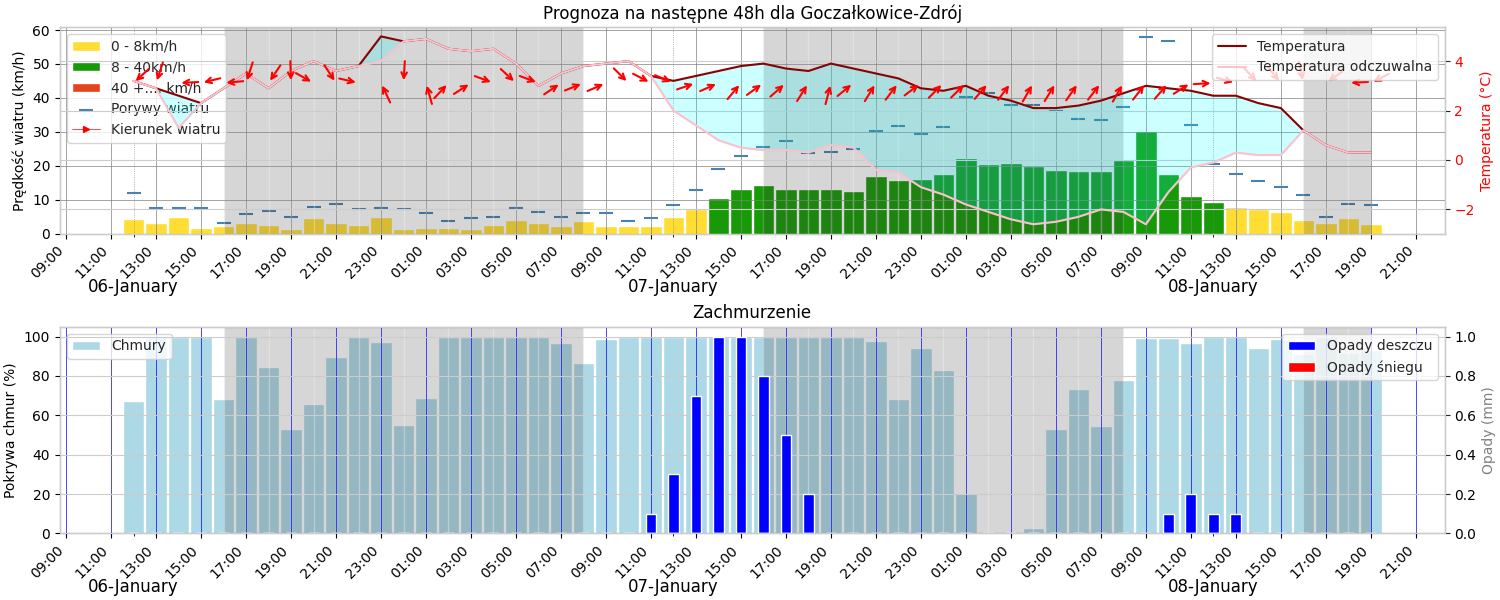 Prognoza na następne 48h dla Goczałkowice-Zdrój
Prędkość wiatru (km/h)
60
50
40
30
20
10
0
0 - 8km/h
8 - 40km/h
40 +.... km/h
Porywy wiatru
Kierunek wiatru
Temperatura
Temperatura odczuwalna
Temperatura (°C)
4
2
0
−2
09:00 11:00 13:00 15:00 17:00 19:00 21:00 23:00 01:00 03:00 05:00 07:00 09:00 11:00 13:00 15:00 17:00 19:00 21:00 23:00 01:00 03:00 05:00 07:00 09:00 11:00 13:00 15:00 17:00 19:00 21:00
06-January 07-January 08-January
Zachmurzenie
Pokrywa chmur (%)
100
80
60
40
20
0
Chmury
Opady deszczu
Opady śniegu
Opady (mm)
1.0
0.8
0.6
0.4
0.2
0.0
09:00 11:00 13:00 15:00 17:00 19:00 21:00 23:00 01:00 03:00 05:00 07:00 09:00 11:00 13:00 15:00 17:00 19:00 21:00 23:00 01:00 03:00 05:00 07:00 09:00 11:00 13:00 15:00 17:00 19:00 21:00
06-January 07-January 08-January